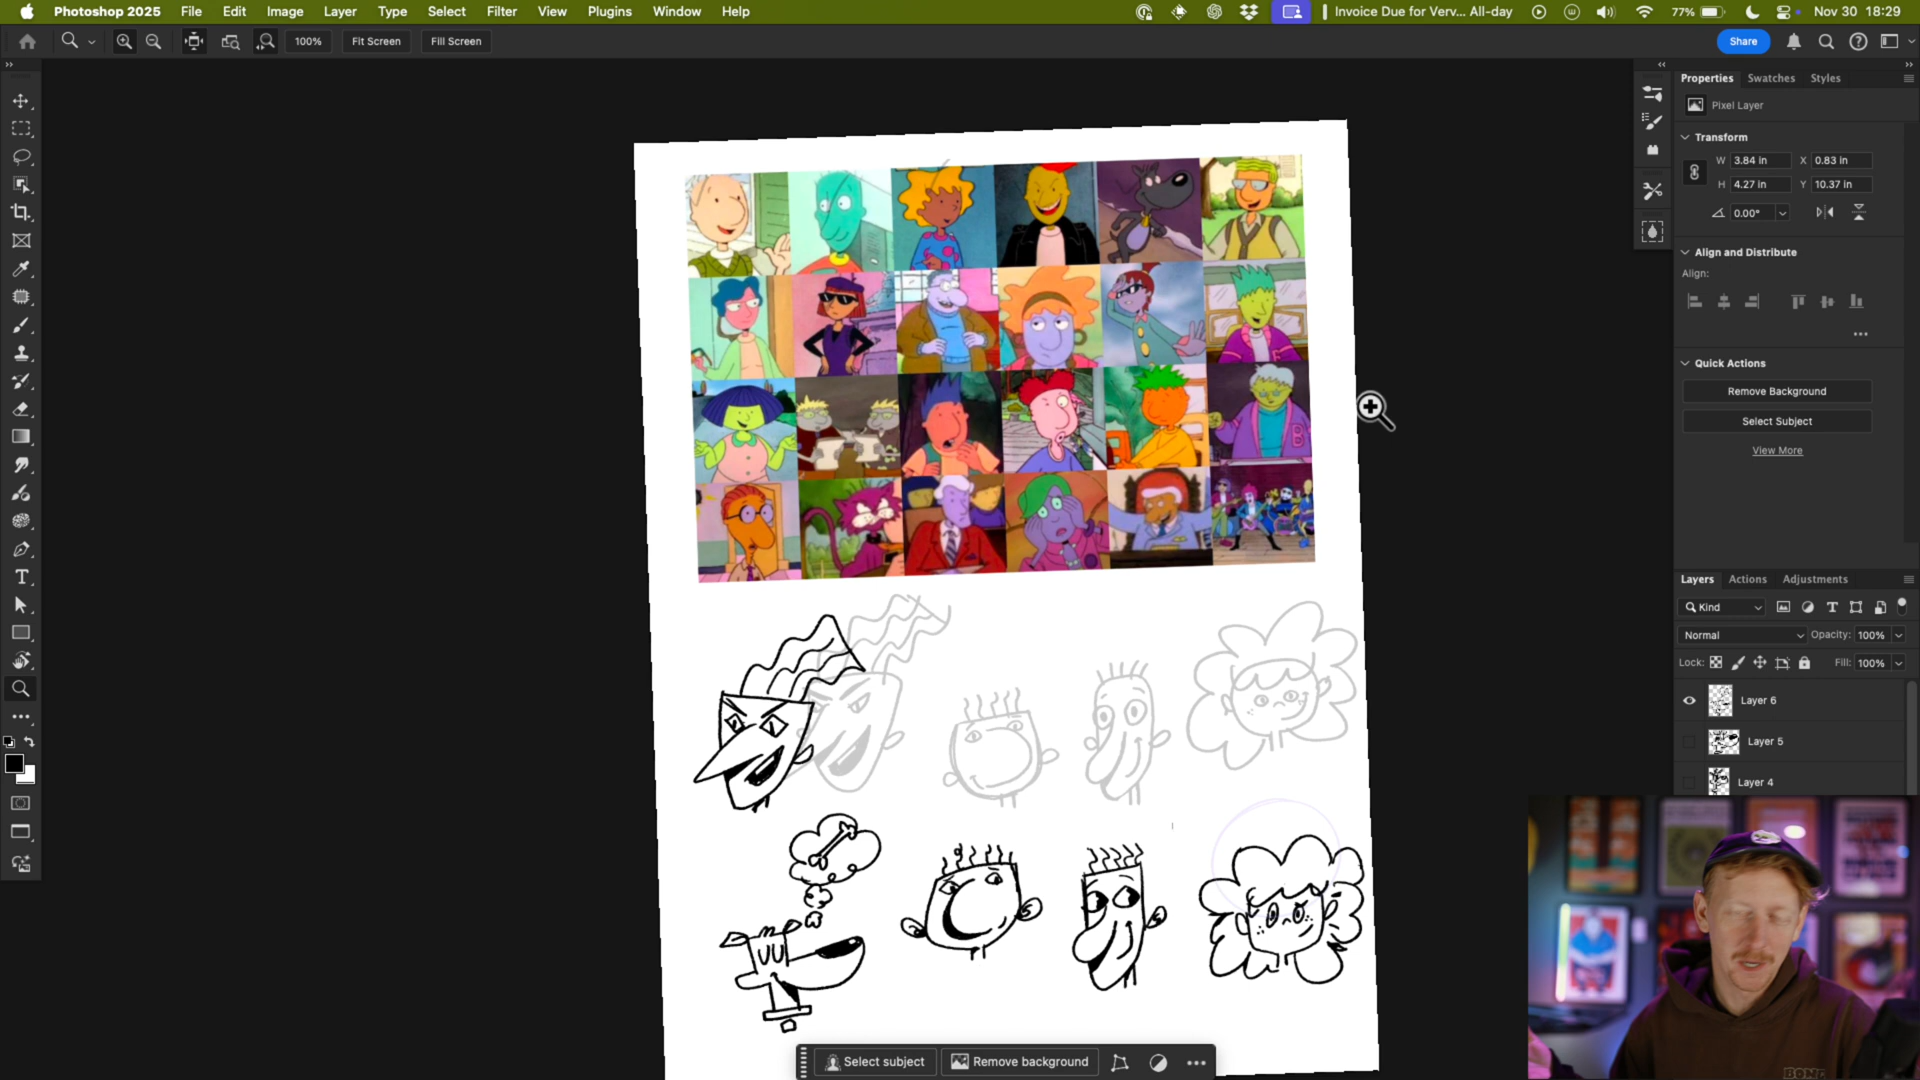 Photoshop 2025 File Edit Image Layer Type Select Filter View Plugins Window Help
Invoice Due for Verv... All-day 77% Nov 30 18:29
100% Fit Screen Fill Screen Share
Properties Swatches Styles
Pixel Layer
Transform
W 3.84 in X 0.83 in
H 4.27 in Y 10.37 in
0.00°
Align and Distribute
Align:
Quick Actions
Remove Background
Select Subject
View More
Layers Actions Adjustments
Kind
Normal Opacity: 100%
Lock: Fill: 100%
Layer 6
Layer 5
Layer 4
B
Select subject Remove background